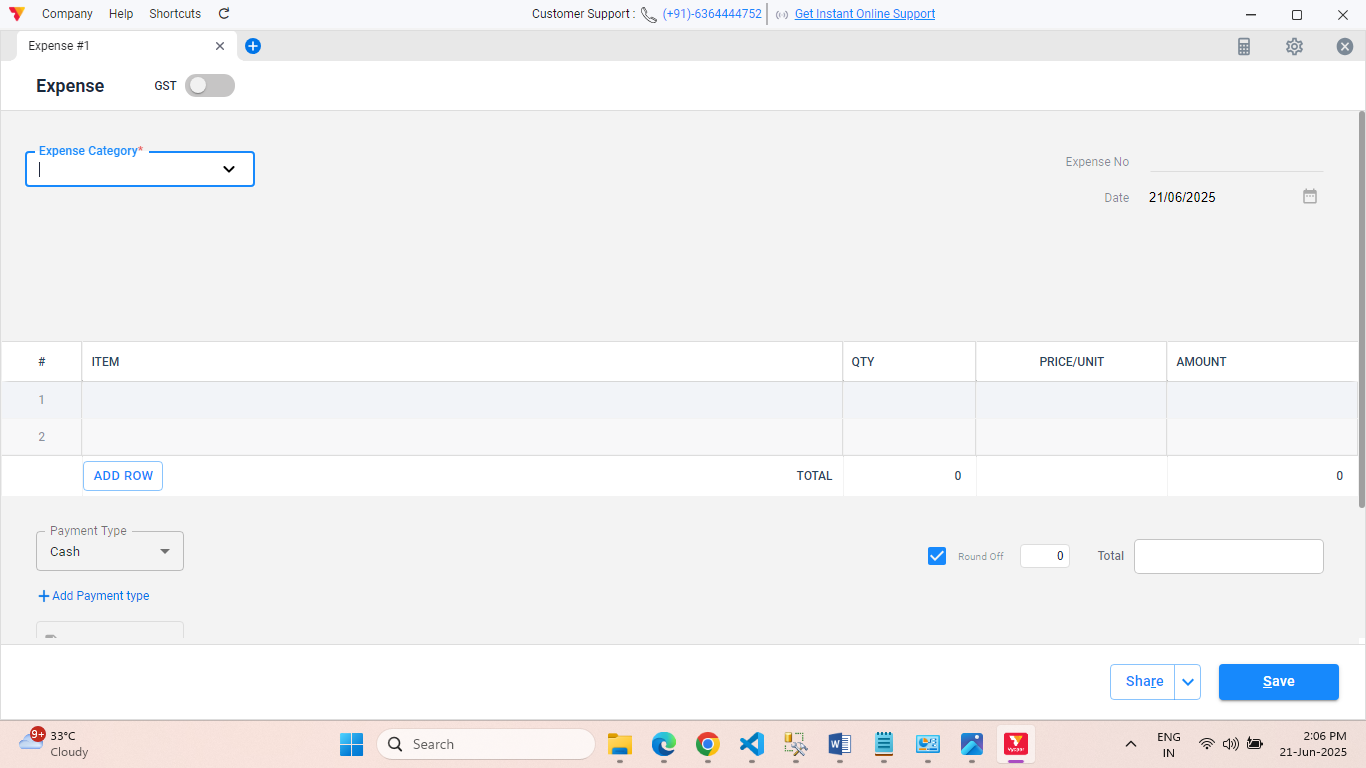 Company Help Shortcuts Customer Support : (+91)-6364444752 Get Instant Online Support
Expense #1
Expense GST
Expense Category*
Expense No
Date 21/06/2025
# ITEM QTY PRICE/UNIT AMOUNT
1
2
ADD ROW TOTAL 0 0
Payment Type
Cash
Round Off 0 Total
Add Payment type
Share Save
9+ 33°C
Cloudy
Search
Vyapar
ENG
IN
2:06 PM
21-Jun-2025